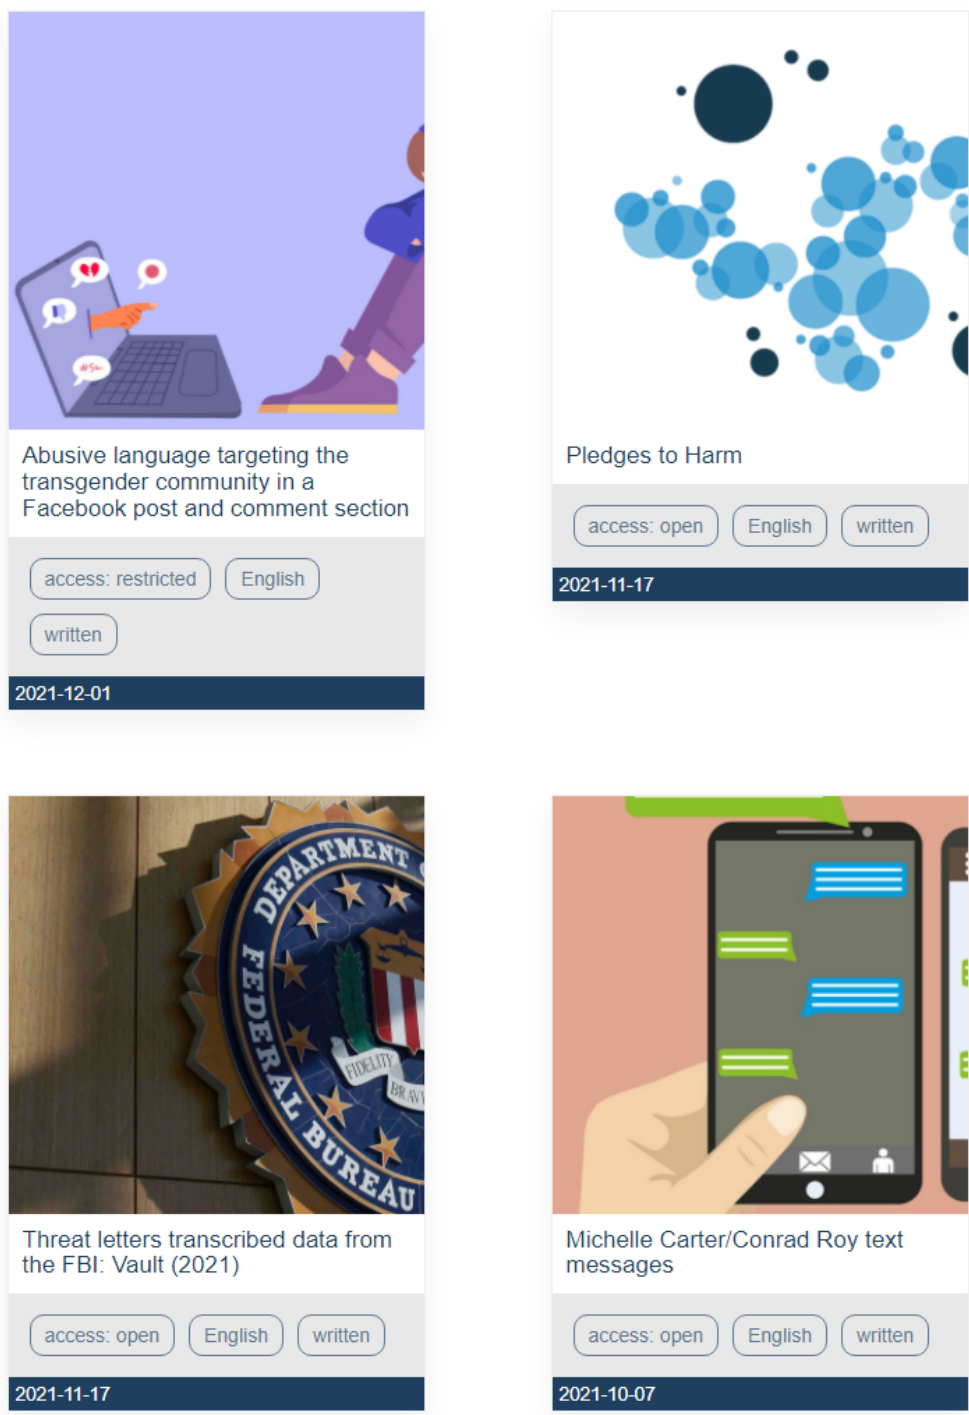 Abusive language targeting the
transgender community in a
Facebook post and comment section
access: restricted
English
written
2021-12-01
Pledges to Harm
access: open
English
written
2021-11-17
DEPARTMENT
FEDERAL BUREAU
FIDELITY
Threat letters transcribed data from
the FBI: Vault (2021)
access: open
English
written
2021-11-17
Michelle Carter/Conrad Roy text
messages
access: open
English
written
2021-10-07